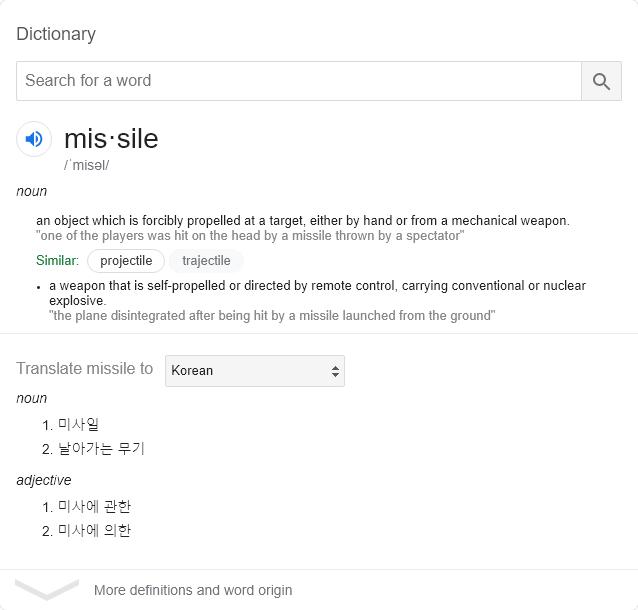 Dictionary
Search for a word
mis·sile
/ˈmisəl/
noun
an object which is forcibly propelled at a target, either by hand or from a mechanical weapon.
"one of the players was hit on the head by a missile thrown by a spectator"
Similar: projectile trajectile
• a weapon that is self-propelled or directed by remote control, carrying conventional or nuclear
explosive.
"the plane disintegrated after being hit by a missile launched from the ground"
Translate missile to Korean
noun
1. 미사일
2. 날아가는 무기
adjective
1. 미사에 관한
2. 미사에 의한
More definitions and word origin